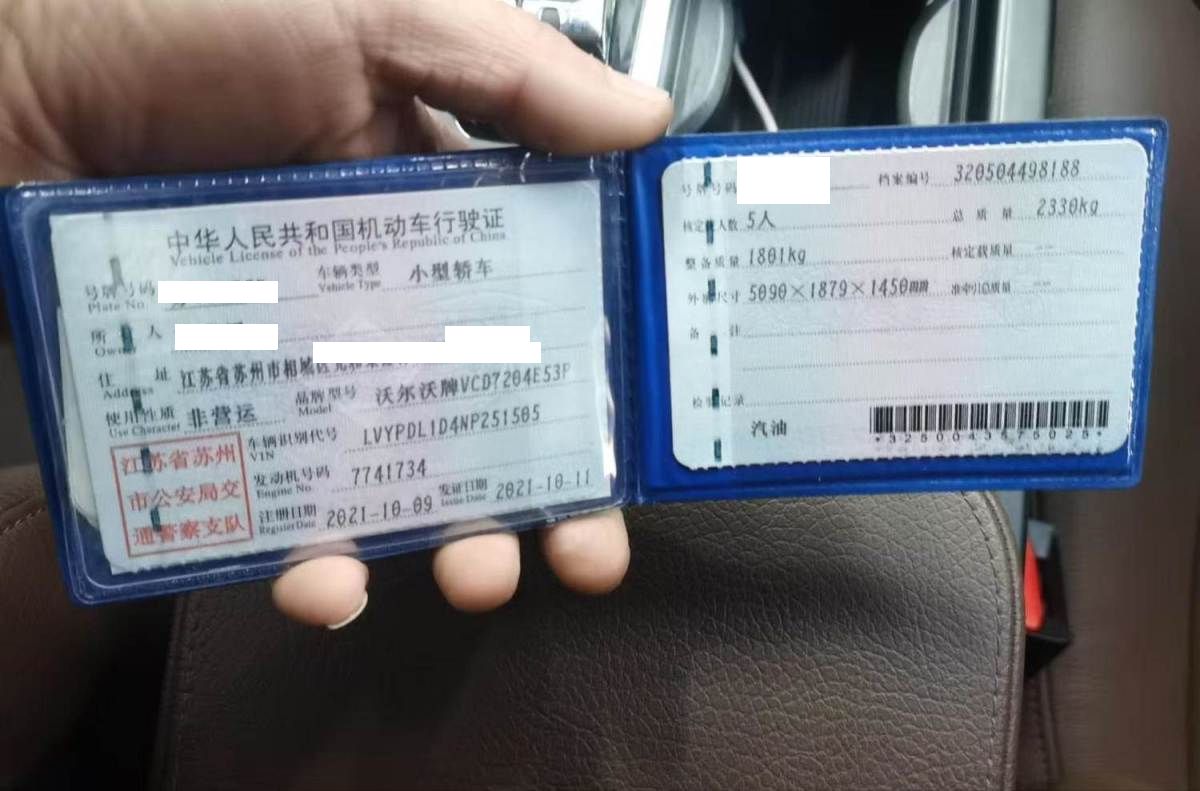 中华人民共和国机动车行驶证
Vehicle License of the People's Republic of China
号牌号码
Plate No.
车辆类型 小型轿车
Vehicle Type
所 人
Owner
住 址 江苏省苏州市相城区元和
Address
使用性质 非营运
Use Character
品牌型号 沃尔沃牌VCD7204E53P
Model
车辆识别代号 LVYPDL1D4NP251505
VIN
发动机号码 7741734
Engine No.
注册日期 2021-10-09
Register Date
发证日期 2021-10-11
Issue Date
江苏省苏州
市公安局交
通警察支队
号牌号码 档案编号 320504498188
核定载人数 5人 总质量 2330kg
整备质量 1801kg 核定载质量 --
外廓尺寸 5090×1879×1450mm 准牵引总质量 --
备 注
检验记录
汽油
*3250043675025*